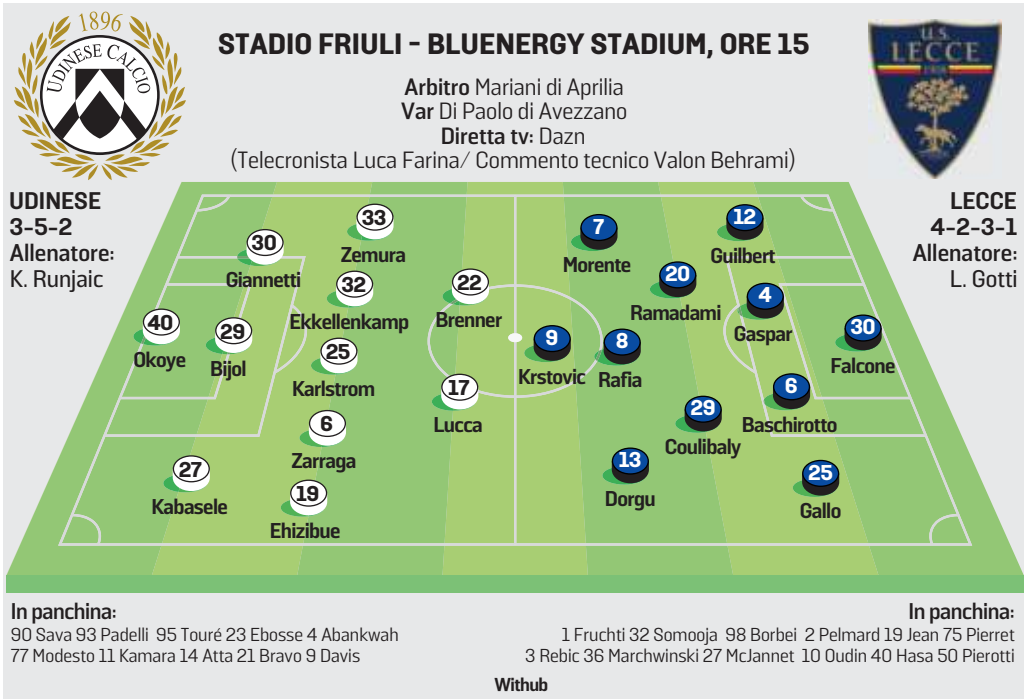 1896
UDINESE CALCIO
STADIO FRIULI - BLUENERGY STADIUM, ORE 15
Arbitro Mariani di Aprilia
Var Di Paolo di Avezzano
Diretta tv: Dazn
(Telecronista Luca Farina/ Commento tecnico Valon Behrami)
U.S.
LECCE
1908
UDINESE
3-5-2
Allenatore:
K. Runjaic
LECCE
4-2-3-1
Allenatore:
L. Gotti
33
Zemura
30
Giannetti
32
Ekkellenkamp
22
Brenner
40
Okoye
29
Bijol
25
Karlstrom
17
Lucca
6
Zarraga
27
Kabasele
19
Ehizibue
7
Morente
12
Guilbert
20
Ramadami
4
Gaspar
9
Krstovic
8
Rafia
30
Falcone
6
Baschirotto
29
Coulibaly
13
Dorgu
25
Gallo
In panchina:
90 Sava 93 Padelli 95 Touré 23 Ebosse 4 Abankwah
77 Modesto 11 Kamara 14 Atta 21 Bravo 9 Davis
In panchina:
1 Fruchti 32 Somooja 98 Borbei 2 Pelmard 19 Jean 75 Pierret
3 Rebic 36 Marchwinski 27 McJannet 10 Oudin 40 Hasa 50 Pierotti
Withub